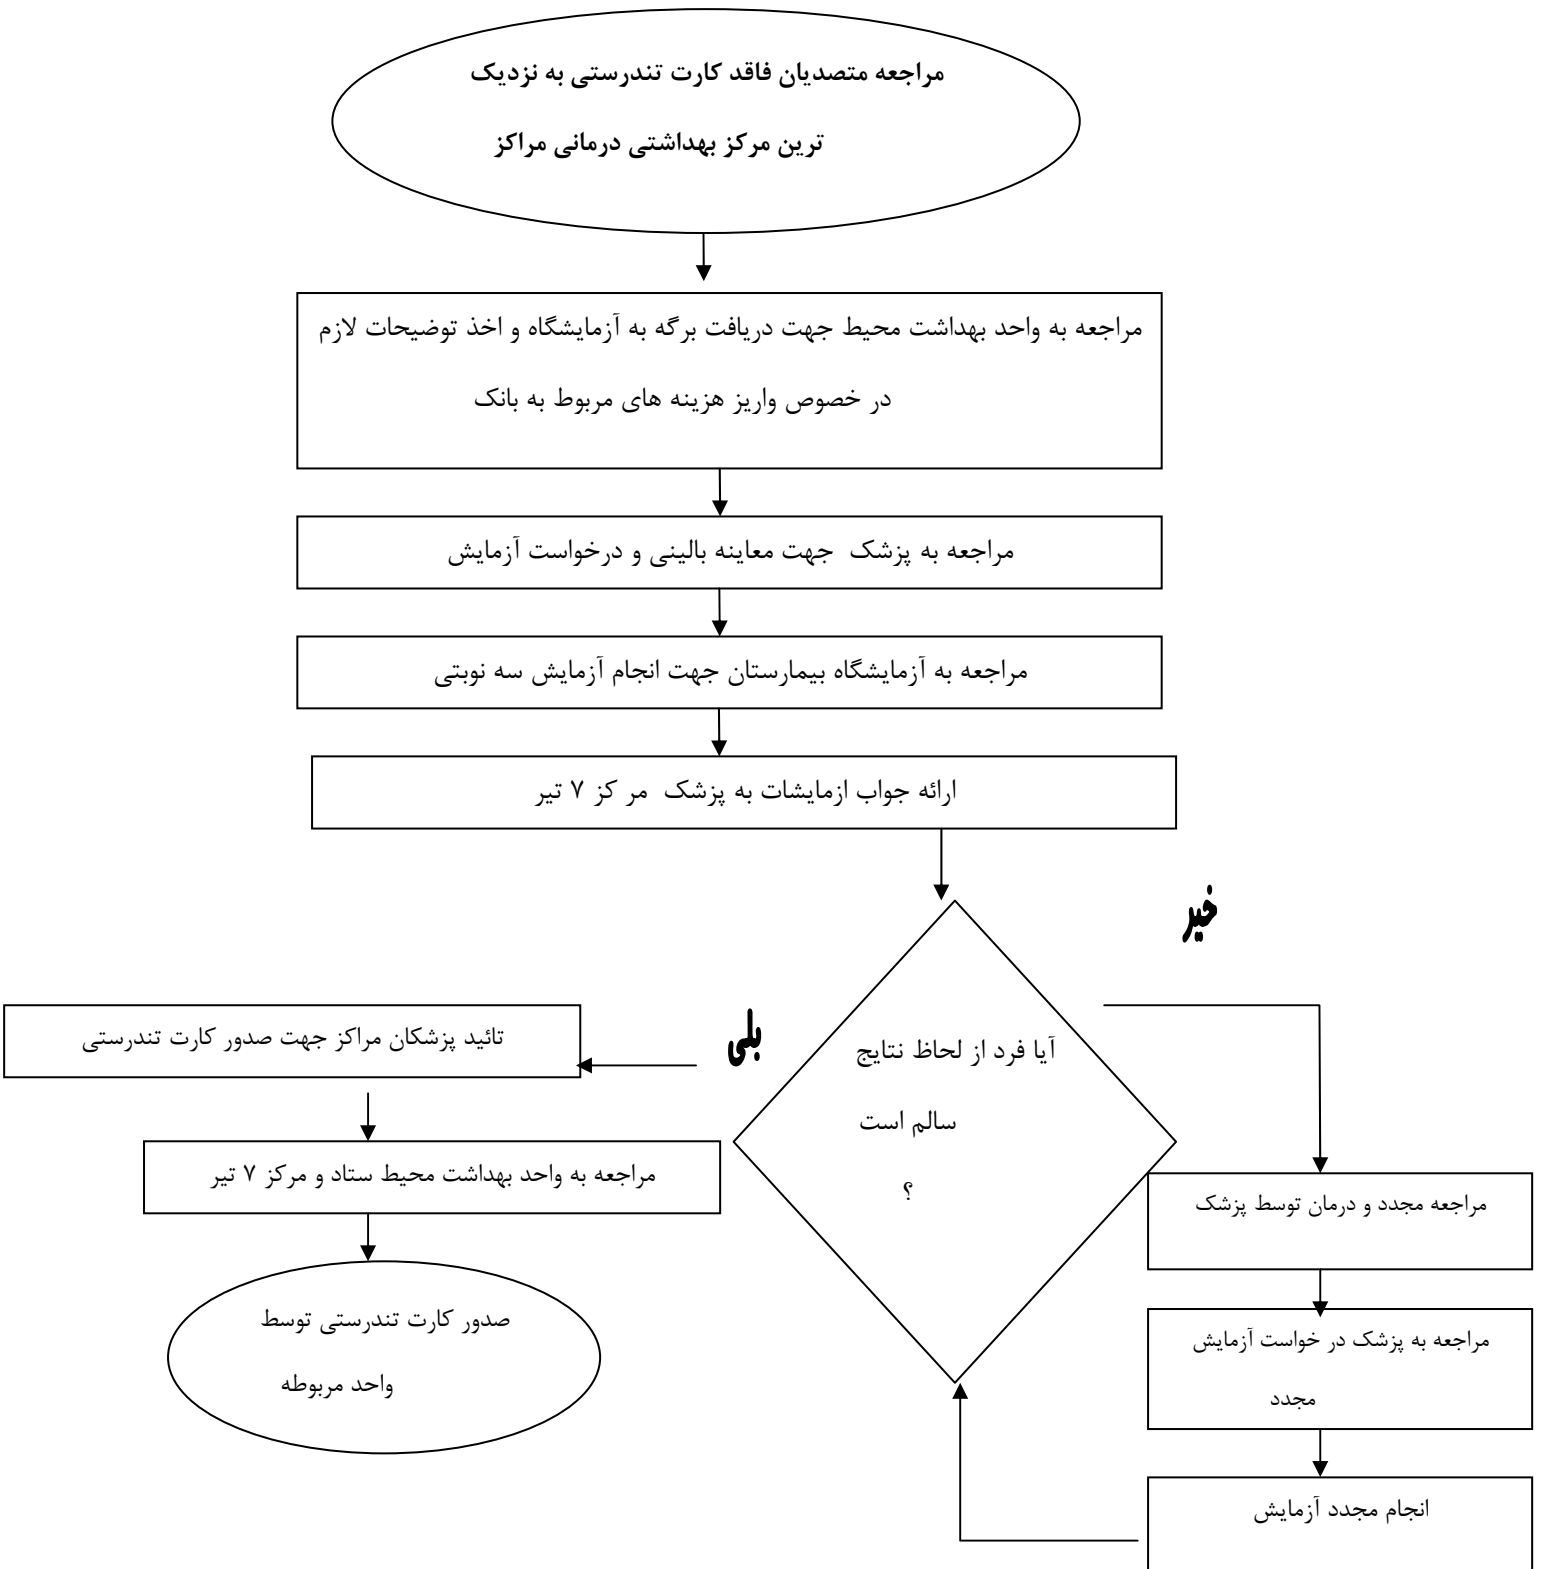 مراجعه متصدیان فاقد کارت تندرستی به نزدیک
ترین مرکز بهداشتی درمانی مراکز
مراجعه به واحد بهداشت محیط جهت دریافت برگه به آزمایشگاه و اخذ توضیحات لازم
در خصوص واریز هزینه های مربوط به بانک
مراجعه به پزشک جهت معاینه بالینی و درخواست آزمایش
مراجعه به آزمایشگاه بیمارستان جهت انجام آزمایش سه نوبتی
ارائه جواب ازمایشات به پزشک مر کز ۷ تیر
خیر
آیا فرد از لحاظ نتایج
سالم است
؟
بلی
تائید پزشکان مراکز جهت صدور کارت تندرستی
مراجعه به واحد بهداشت محیط ستاد و مرکز ۷ تیر
صدور کارت تندرستی توسط
واحد مربوطه
مراجعه مجدد و درمان توسط پزشک
مراجعه به پزشک در خواست آزمایش
مجدد
انجام مجدد آزمایش